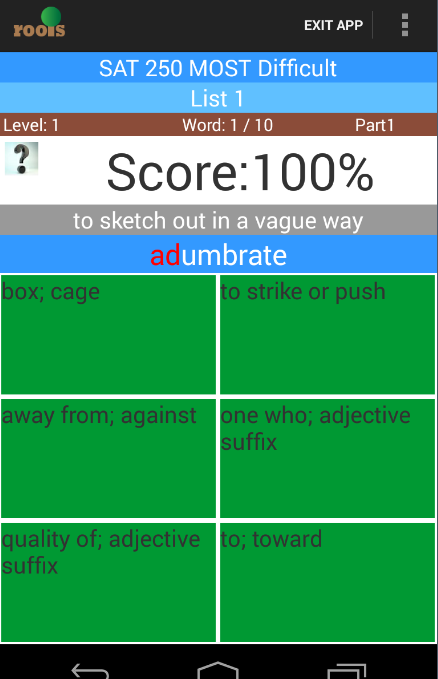 roots
EXIT APP
SAT 250 MOST Difficult
List 1
Level: 1 Word: 1 / 10 Part1
?
Score:100%
to sketch out in a vague way
adumbrate
box; cage
to strike or push
away from; against
one who; adjective
suffix
quality of; adjective
suffix
to; toward